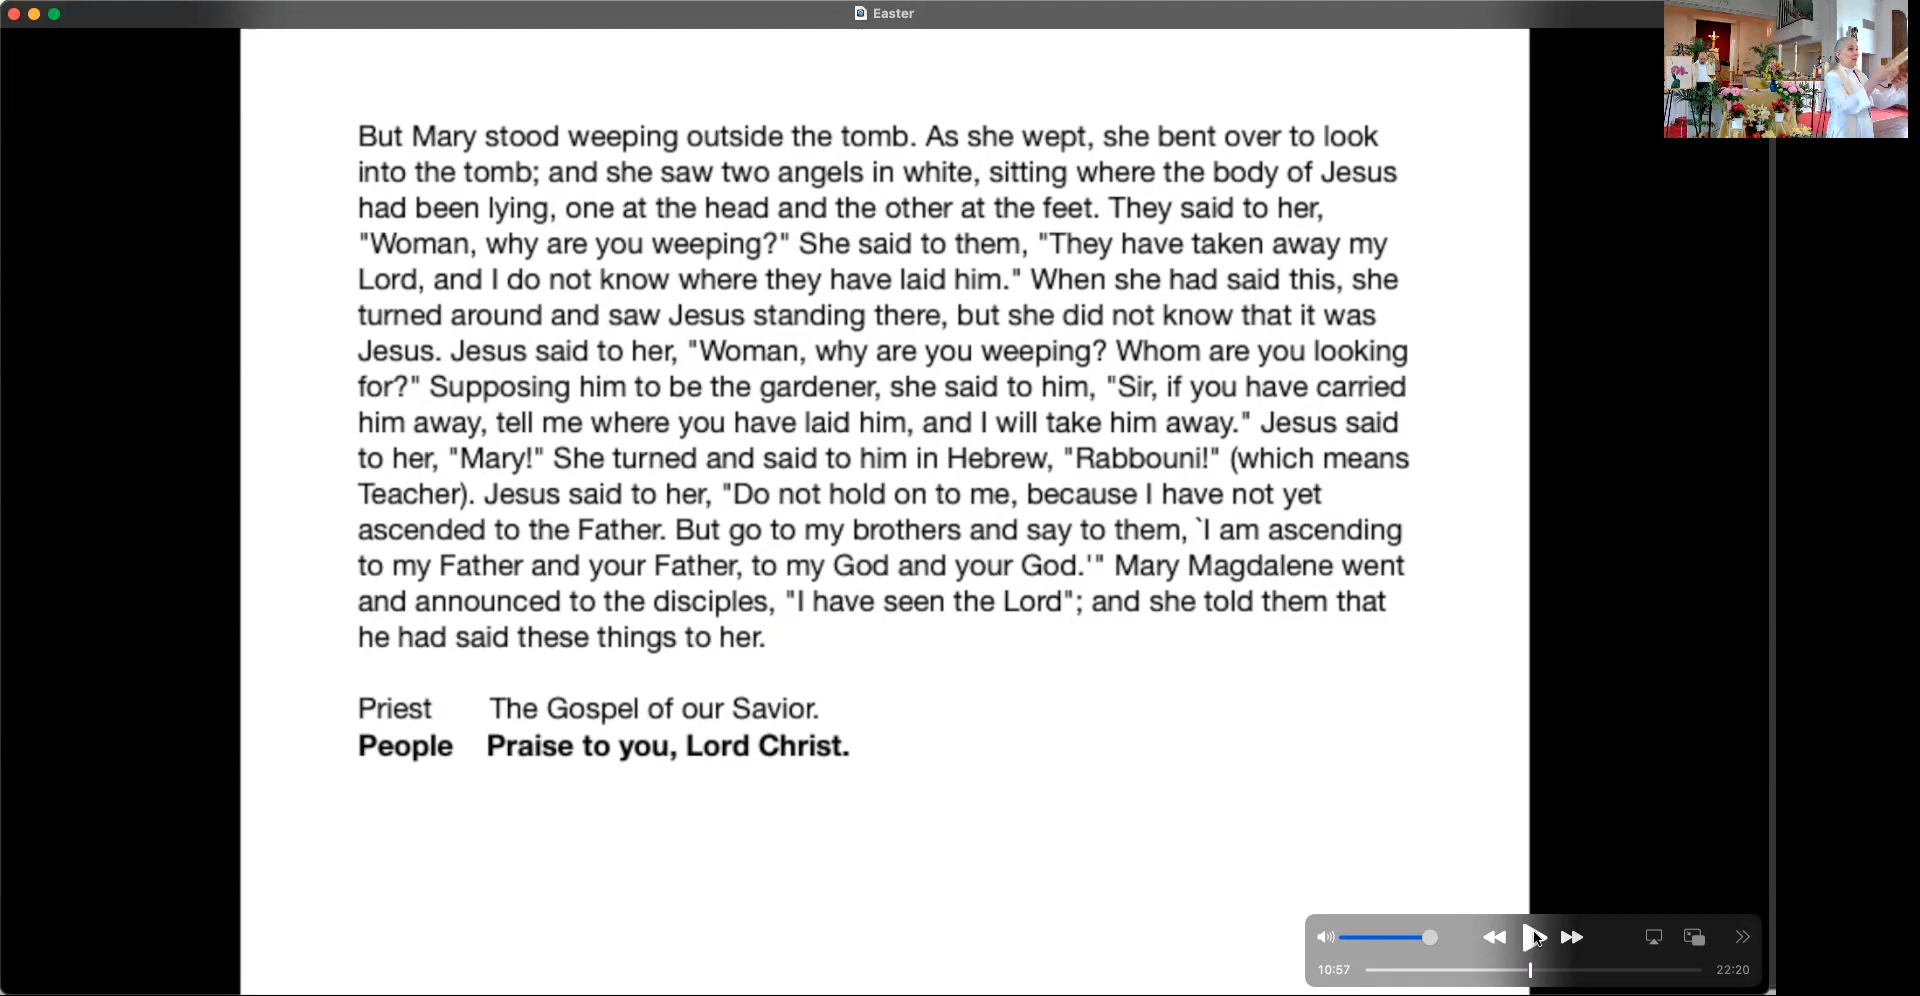 Easter
But Mary stood weeping outside the tomb. As she wept, she bent over to look
into the tomb; and she saw two angels in white, sitting where the body of Jesus
had been lying, one at the head and the other at the feet. They said to her,
"Woman, why are you weeping?" She said to them, "They have taken away my
Lord, and I do not know where they have laid him." When she had said this, she
turned around and saw Jesus standing there, but she did not know that it was
Jesus. Jesus said to her, "Woman, why are you weeping? Whom are you looking
for?" Supposing him to be the gardener, she said to him, "Sir, if you have carried
him away, tell me where you have laid him, and I will take him away." Jesus said
to her, "Mary!" She turned and said to him in Hebrew, "Rabbouni!" (which means
Teacher). Jesus said to her, "Do not hold on to me, because I have not yet
ascended to the Father. But go to my brothers and say to them, `I am ascending
to my Father and your Father, to my God and your God.'" Mary Magdalene went
and announced to the disciples, "I have seen the Lord"; and she told them that
he had said these things to her.
Priest The Gospel of our Savior.
People Praise to you, Lord Christ.
10:57 22:20